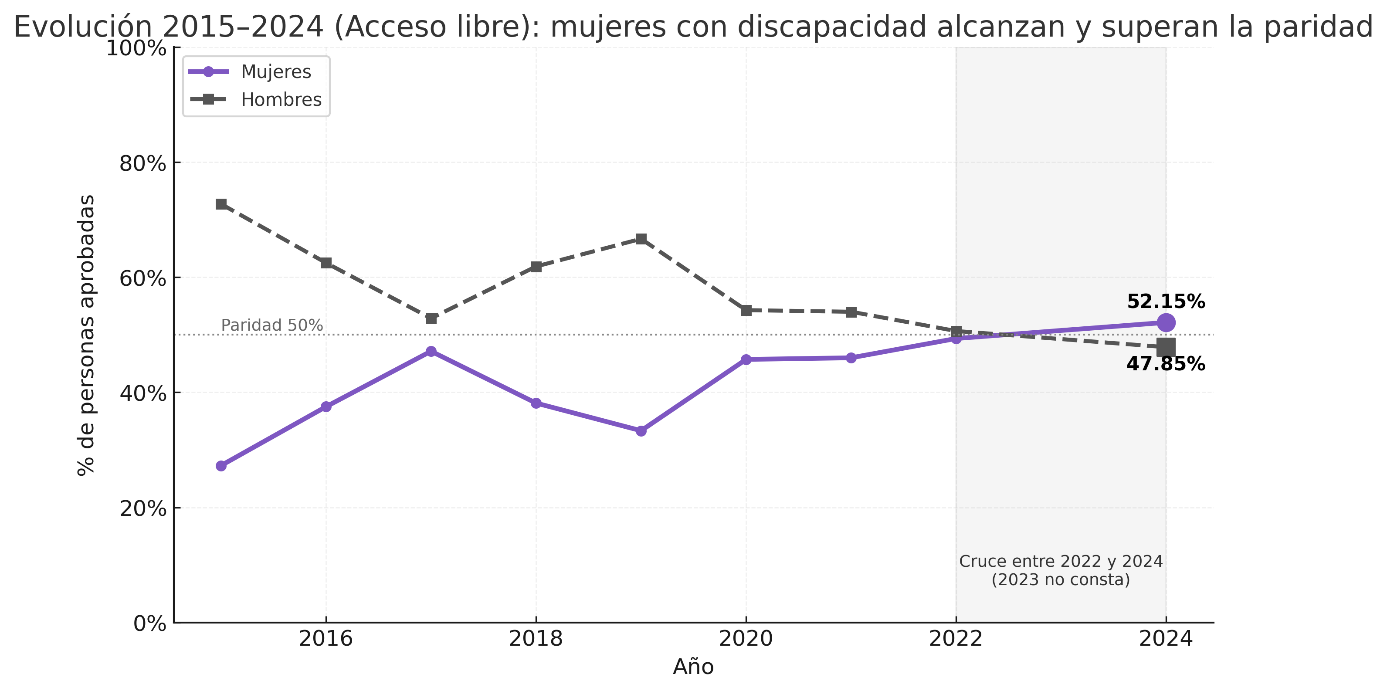 Evolución 2015–2024 (Acceso libre): mujeres con discapacidad alcanzan y superan la paridad
100%
80%
60%
40%
20%
0%
% de personas aprobadas
Mujeres
Hombres
Paridad 50%
52.15%
47.85%
Cruce entre 2022 y 2024
(2023 no consta)
2016
2018
2020
2022
2024
Año